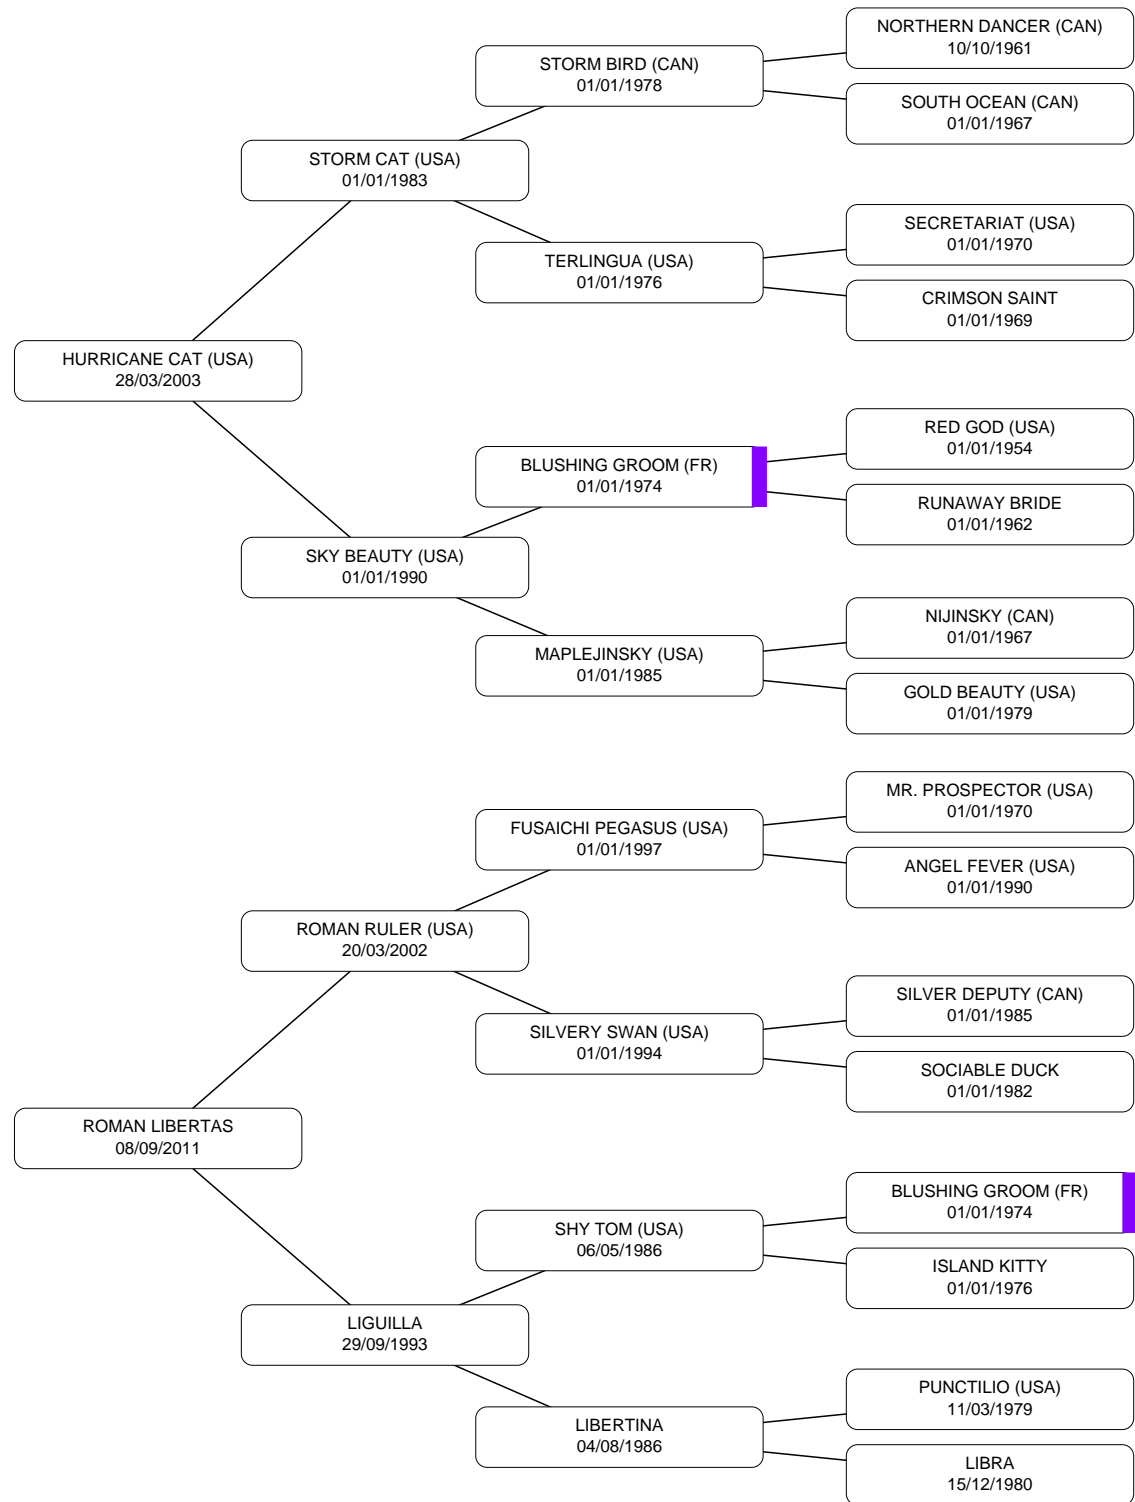 NORTHERN DANCER (CAN)
10/10/1961
STORM BIRD (CAN)
01/01/1978
SOUTH OCEAN (CAN)
01/01/1967
STORM CAT (USA)
01/01/1983
SECRETARIAT (USA)
01/01/1970
TERLINGUA (USA)
01/01/1976
CRIMSON SAINT
01/01/1969
HURRICANE CAT (USA)
28/03/2003
RED GOD (USA)
01/01/1954
BLUSHING GROOM (FR)
01/01/1974
RUNAWAY BRIDE
01/01/1962
SKY BEAUTY (USA)
01/01/1990
NIJINSKY (CAN)
01/01/1967
MAPLEJINSKY (USA)
01/01/1985
GOLD BEAUTY (USA)
01/01/1979
MR. PROSPECTOR (USA)
01/01/1970
FUSAICHI PEGASUS (USA)
01/01/1997
ANGEL FEVER (USA)
01/01/1990
ROMAN RULER (USA)
20/03/2002
SILVER DEPUTY (CAN)
01/01/1985
SILVERY SWAN (USA)
01/01/1994
SOCIABLE DUCK
01/01/1982
ROMAN LIBERTAS
08/09/2011
BLUSHING GROOM (FR)
01/01/1974
SHY TOM (USA)
06/05/1986
ISLAND KITTY
01/01/1976
LIGUILLA
29/09/1993
PUNCTILIO (USA)
11/03/1979
LIBERTINA
04/08/1986
LIBRA
15/12/1980